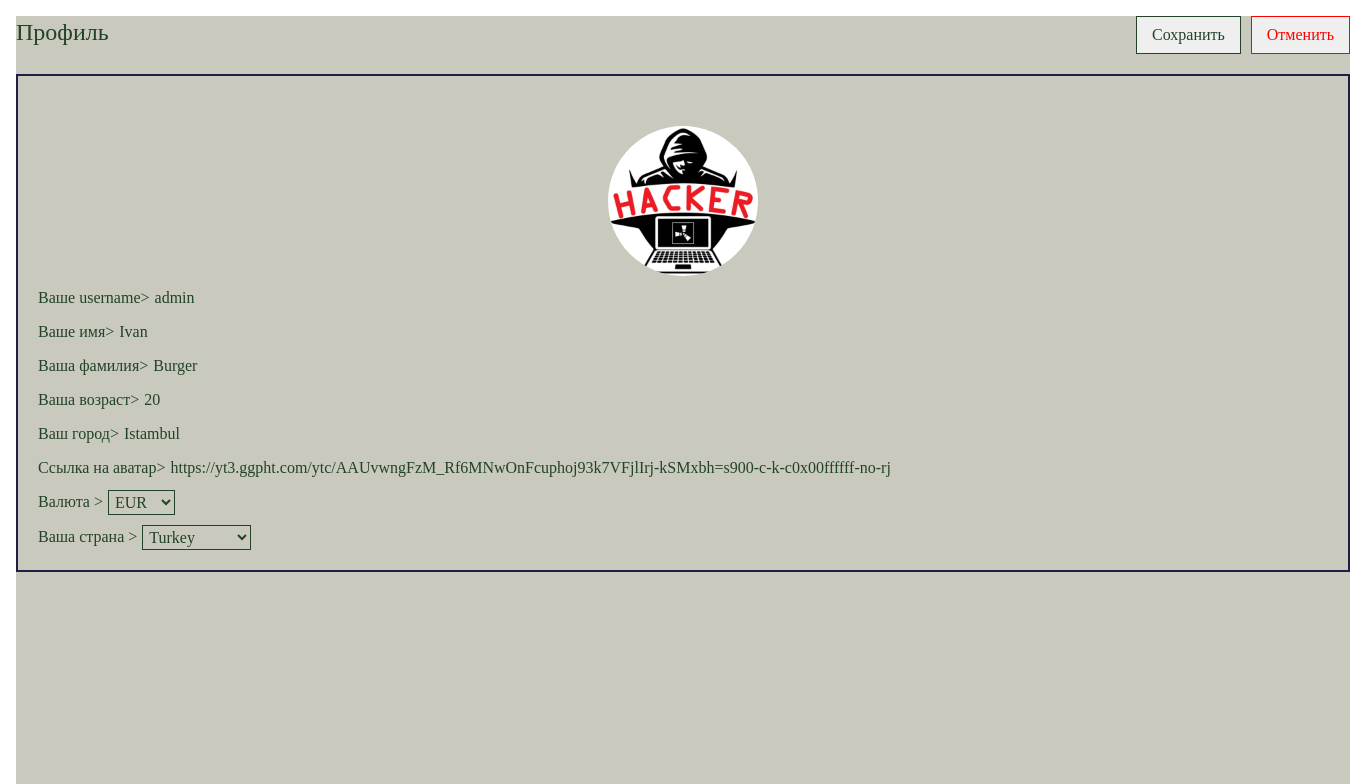 Профиль
Сохранить
Отменить
HACKER
Ваше username> admin
Ваше имя> Ivan
Ваша фамилия> Burger
Ваша возраст> 20
Ваш город> Istambul
Ссылка на аватар> https://yt3.ggpht.com/ytc/AAUvwngFzM_Rf6MNwOnFcuphoj93k7VFjlIrj-kSMxbh=s900-c-k-c0x00ffffff-no-rj
Валюта > EUR
Ваша страна > Turkey